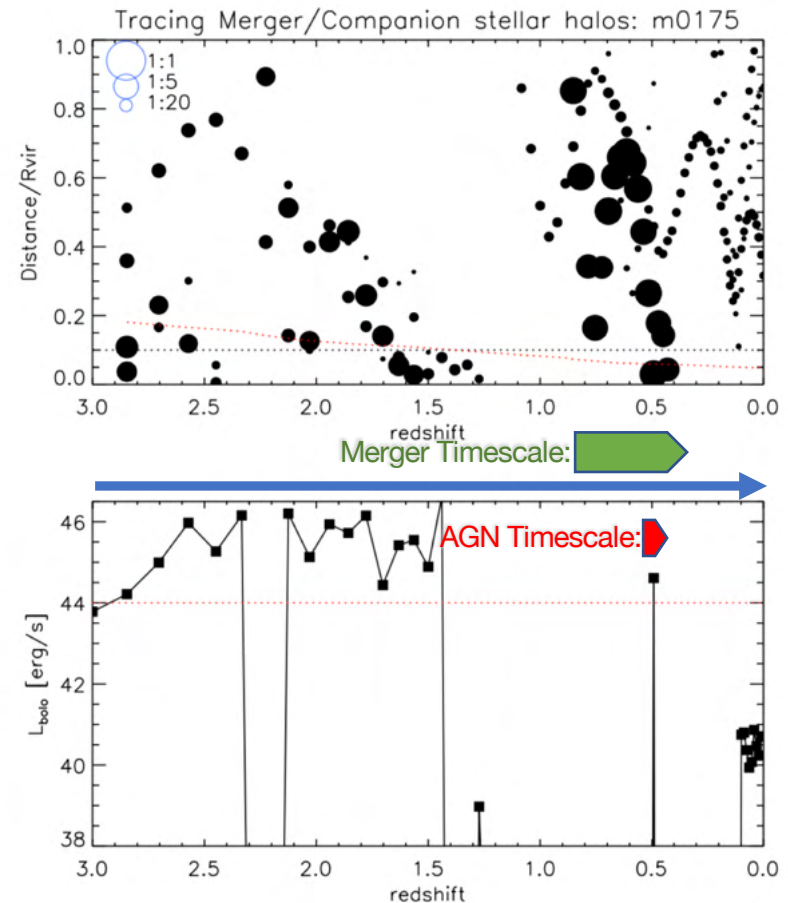 Tracing Merger/Companion stellar halos: m0175
1:1
1:5
1:20
Distance/Rvir
1.0
0.8
0.6
0.4
0.2
0.0
3.0 2.5 2.0 1.5 1.0 0.5 0.0
redshift
Merger Timescale:
AGN Timescale:
L_bolo [erg/s]
46
44
42
40
38
3.0 2.5 2.0 1.5 1.0 0.5 0.0
redshift